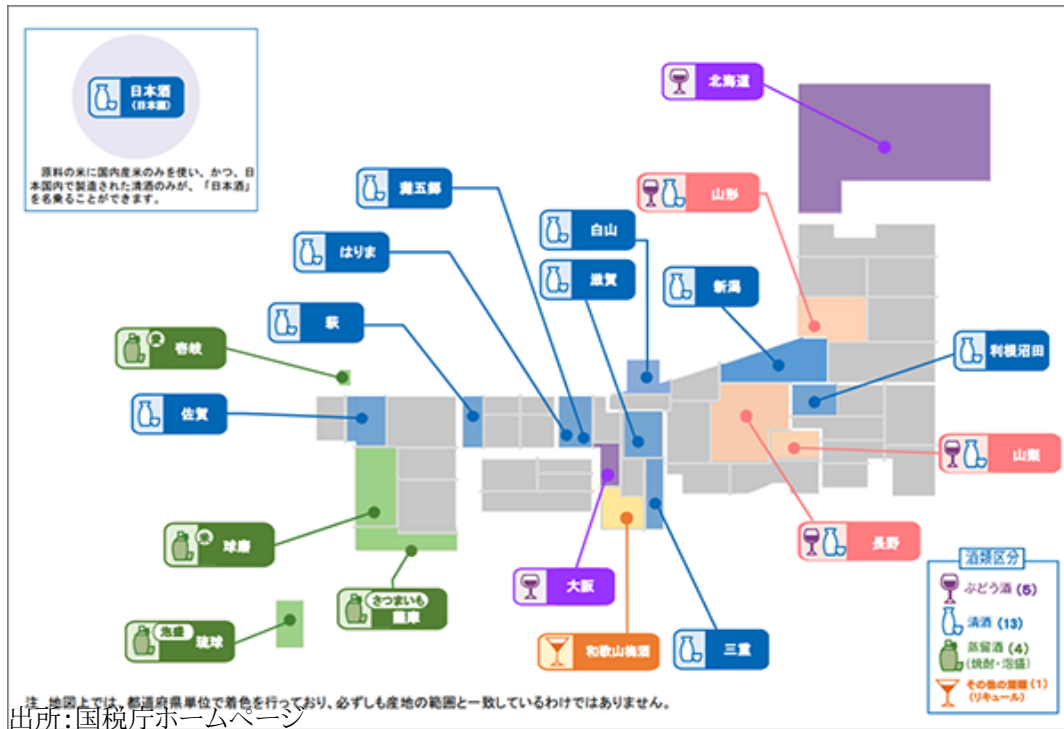 日本酒
(日本国)
原料の米に国内産米のみを使い、かつ、日
本国内で製造された清酒のみが、「日本酒」
を名乗ることができます。
北海道
灘五郷
山形
白山
はりま
滋賀
新潟
萩
米
壱岐
利根沼田
佐賀
山梨
米
球磨
長野
さつまいも
薩摩
大阪
泡盛
琉球
和歌山梅酒
三重
酒類区分
ぶどう酒 (5)
清酒 (13)
蒸留酒 (4)
(焼酎・泡盛)
その他の酒類 (1)
(リキュール)
注 地図上では、都道府県単位で着色を行っており、必ずしも産地の範囲と一致しているわけではありません。
出所:国税庁ホームページ